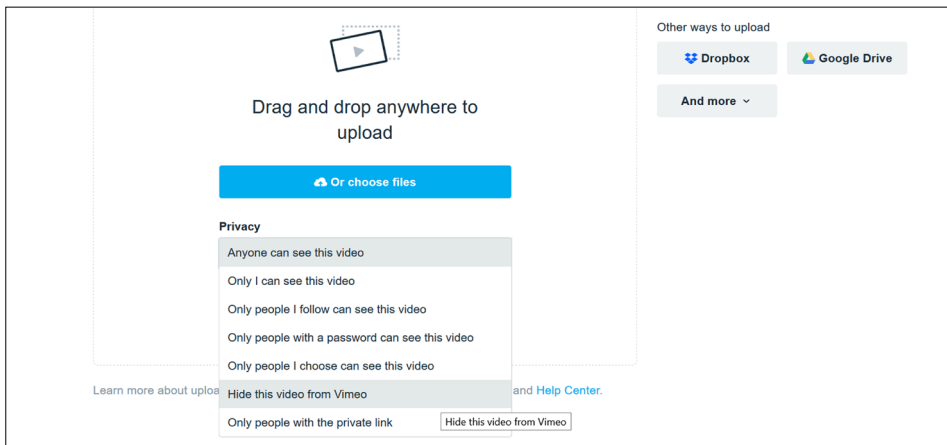 Other ways to upload
Dropbox
Google Drive
And more
Drag and drop anywhere to
upload
Or choose files
Privacy
Anyone can see this video
Only I can see this video
Only people I follow can see this video
Only people with a password can see this video
Only people I choose can see this video
Learn more about uploa
Hide this video from Vimeo
and Help Center.
Only people with the private link
Hide this video from Vimeo